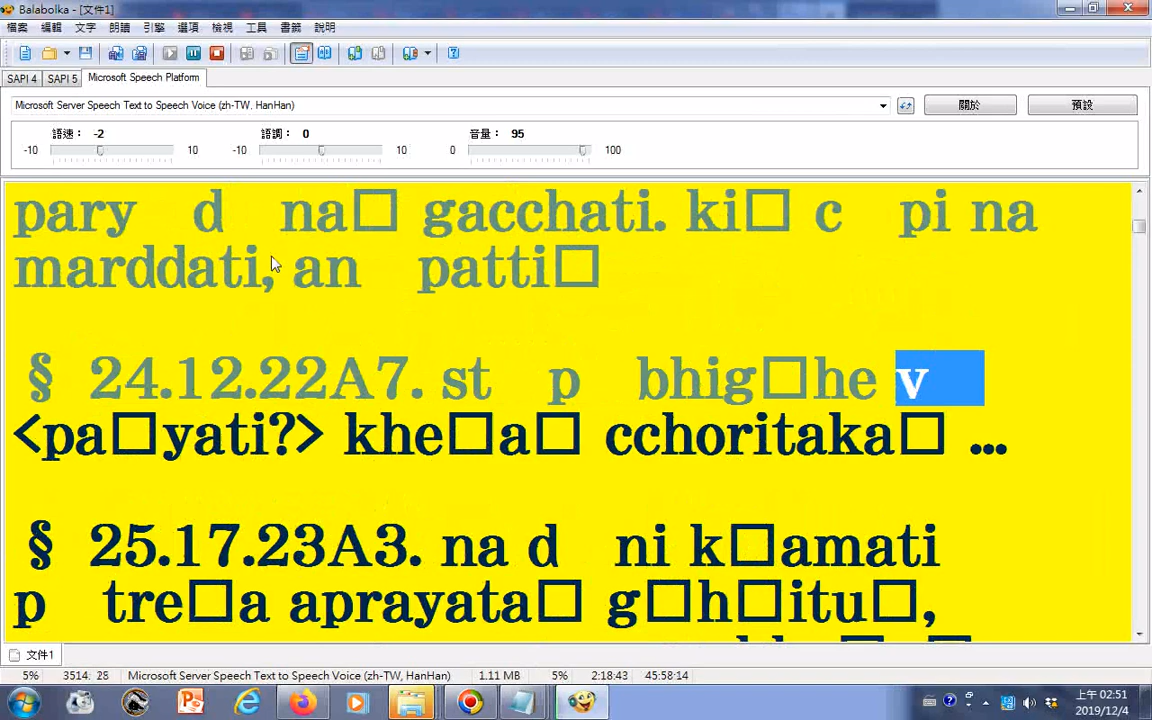 Balabolka - [文件1]
檔案 編輯 文字 朗讀 引擎 選項 檢視 工具 書籤 說明
SAPI 4 SAPI 5 Microsoft Speech Platform
Microsoft Server Speech Text to Speech Voice (zh-TW, HanHan) 關於 預設
語速： -2 語調： 0 音量： 95
-10 10 -10 10 0 100
pary d na□ gacchati. ki□ c pi na
marddati, an patti□
§ 24.12.22A7. st p bhig□he v
<pa□yati?> khe□a□ cchoritaka□ ...
§ 25.17.23A3. na d ni k□amati
p tre□a aprayata□ g□h□itu□,
文件1
5% 3514: 28 Microsoft Server Speech Text to Speech Voice (zh-TW, HanHan) 1.11 MB 5% 2:18:43 45:58:14
上午 02:51
2019/12/4